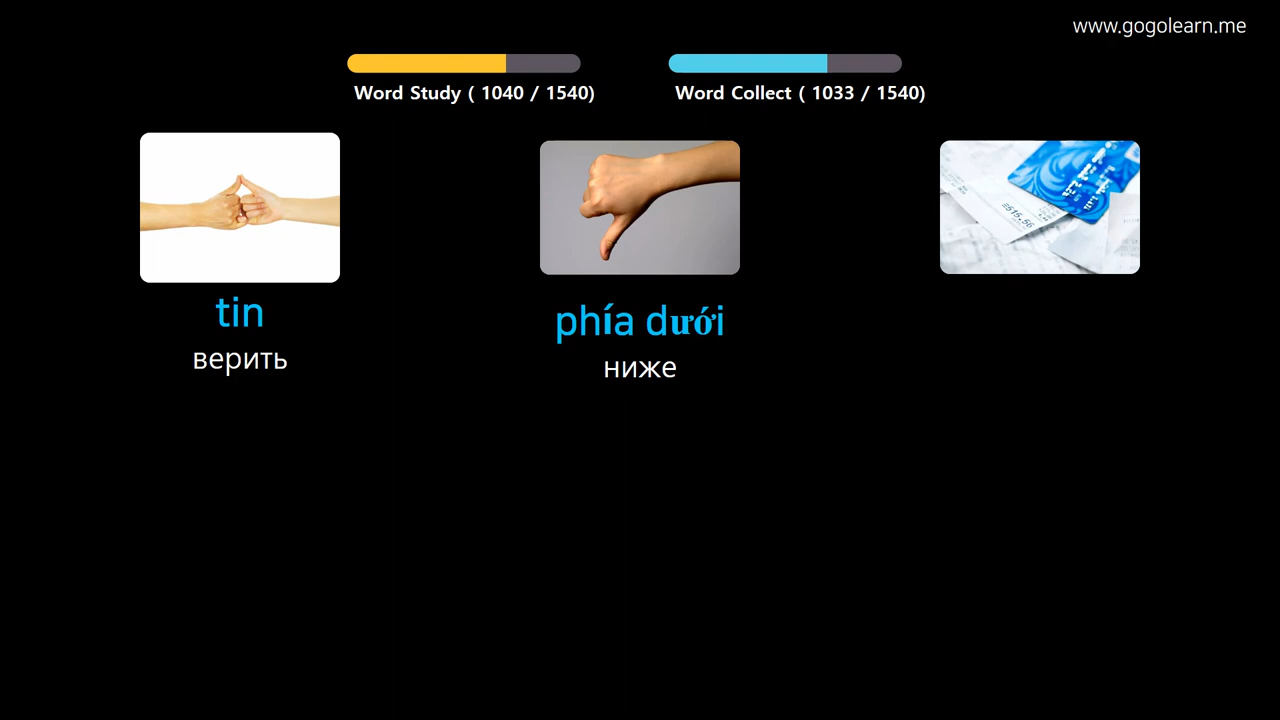 www.gogolearn.me
Word Study ( 1040 / 1540)
Word Collect ( 1033 / 1540)
tin
верить
phía dưới
ниже